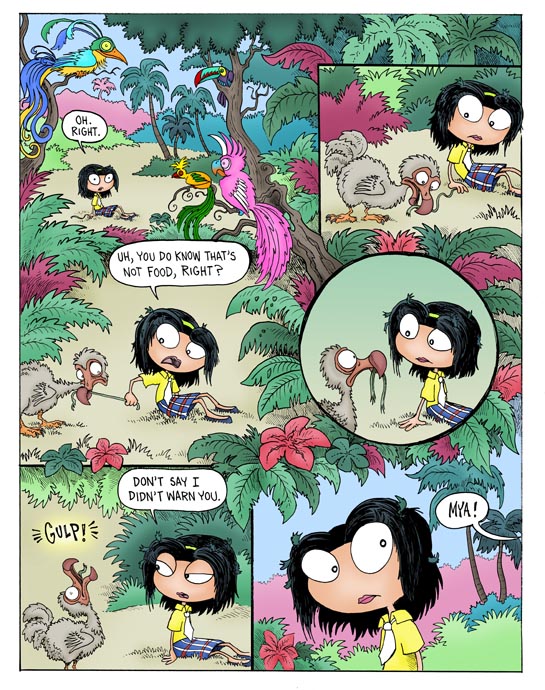 OH.
RIGHT.
UH, YOU DO KNOW THAT'S
NOT FOOD, RIGHT?
GULP!
DON'T SAY I
DIDN'T WARN YOU.
MYA!